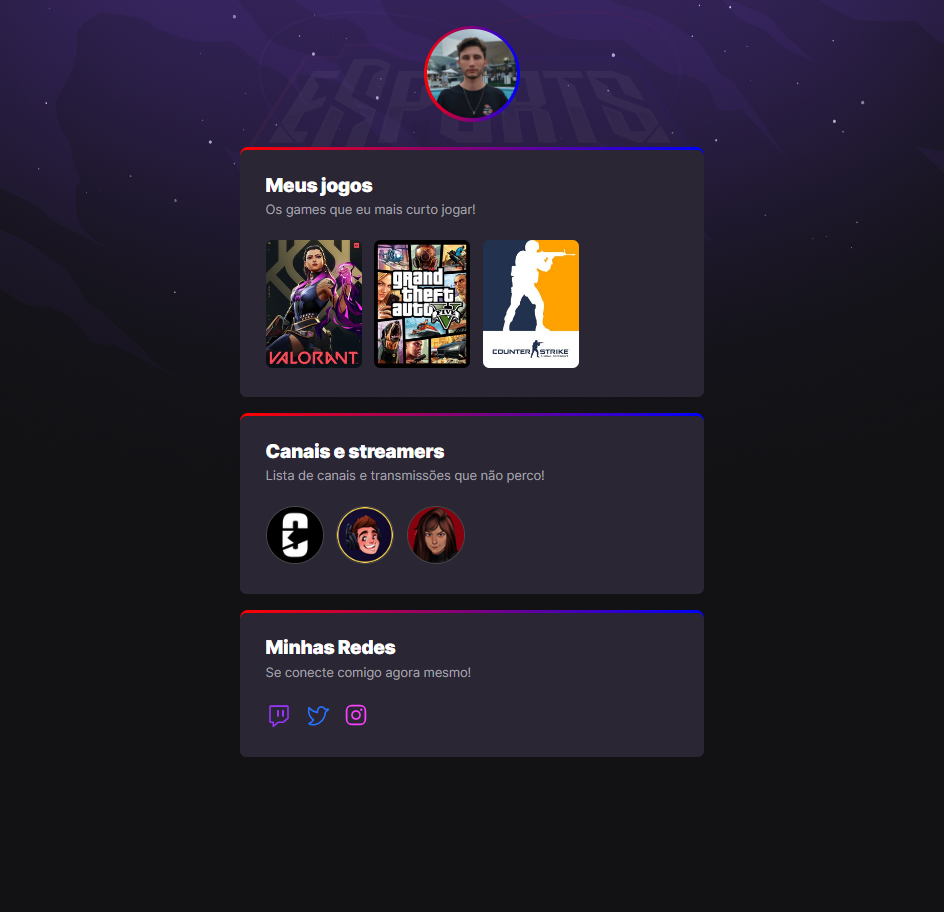 ESPORTS
Meus jogos
Os games que eu mais curto jogar!
VALORANT
grand
theft
auto
FIVE
COUNTER STRIKE
Canais e streamers
Lista de canais e transmissões que não perco!
Minhas Redes
Se conecte comigo agora mesmo!